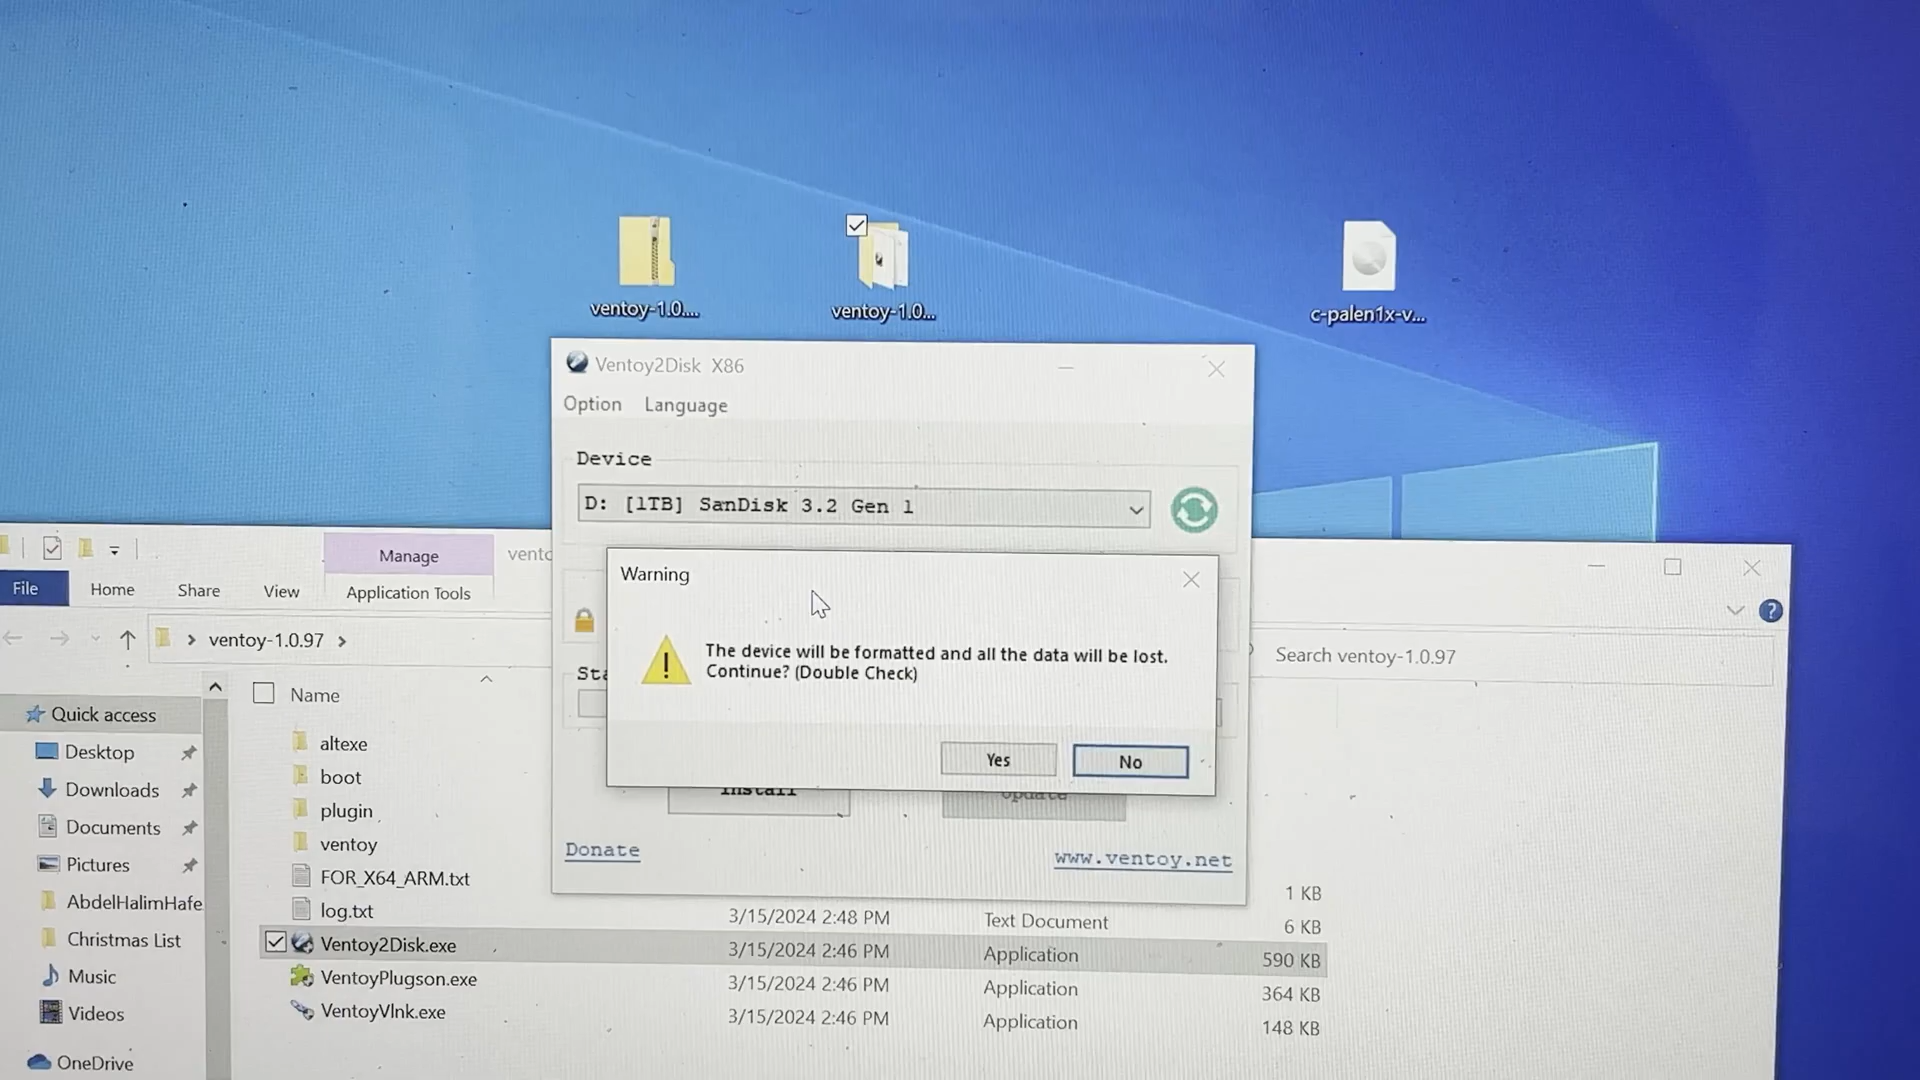 ventoy-1.0....
ventoy-1.0...
c-palen1x-v...
Ventoy2Disk X86
Option Language
Device
D: [1TB] SanDisk 3.2 Gen 1
Manage
vento
File
Home
Share
View
Application Tools
Warning
The device will be formatted and all the data will be lost.
Continue? (Double Check)
Yes
No
ventoy-1.0.97
Search ventoy-1.0.97
Sta
Install
Update
Donate
www.ventoy.net
Name
Quick access
Desktop
Downloads
Documents
Pictures
AbdelHalimHafe
Christmas List
Music
Videos
OneDrive
altexe
boot
plugin
ventoy
FOR_X64_ARM.txt 1 KB
log.txt 3/15/2024 2:48 PM Text Document 6 KB
Ventoy2Disk.exe 3/15/2024 2:46 PM Application 590 KB
VentoyPlugson.exe 3/15/2024 2:46 PM Application 364 KB
VentoyVlnk.exe 3/15/2024 2:46 PM Application 148 KB